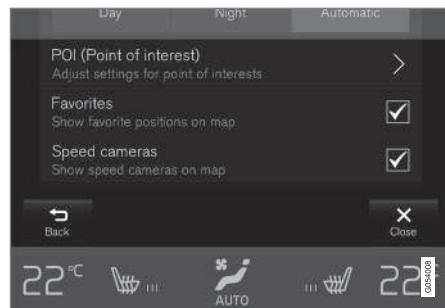 Day Night Automatic
POI (Point of interest)
Adjust settings for point of interests
Favorites
Show favorite positions on map
Speed cameras
Show speed cameras on map
Back Close
22°C AUTO 22
G054008